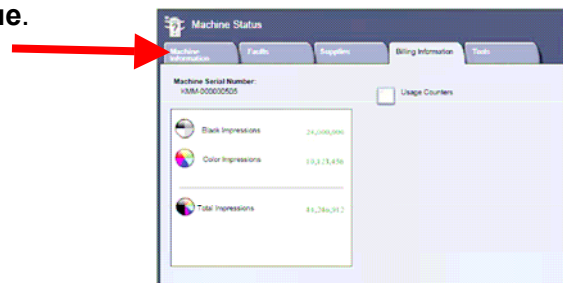 ue.
Machine Status
Machine Information
Faults
Supplies
Billing Information
Tools
Machine Serial Number:
Usage Counters
Black Impressions
Color Impressions
Total Impressions